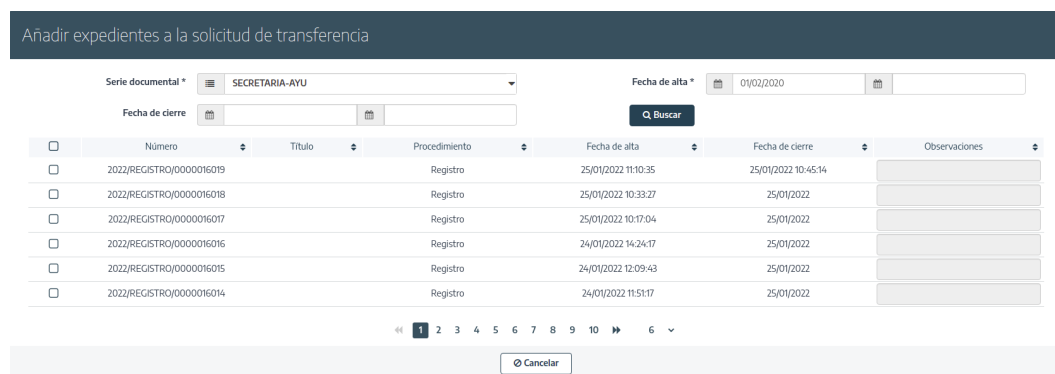 Añadir expedientes a la solicitud de transferencia
Serie documental * SECRETARIA-AYU Fecha de alta * 01/02/2020
Fecha de cierre Buscar
Número Título Procedimiento Fecha de alta Fecha de cierre Observaciones
2022/REGISTRO/0000016019 Registro 25/01/2022 11:10:35 25/01/2022 10:45:14
2022/REGISTRO/0000016018 Registro 25/01/2022 10:33:27 25/01/2022
2022/REGISTRO/0000016017 Registro 25/01/2022 10:17:04 25/01/2022
2022/REGISTRO/0000016016 Registro 24/01/2022 14:24:17 25/01/2022
2022/REGISTRO/0000016015 Registro 24/01/2022 12:09:43 25/01/2022
2022/REGISTRO/0000016014 Registro 24/01/2022 11:51:17 25/01/2022
1 2 3 4 5 6 7 8 9 10 6
Cancelar